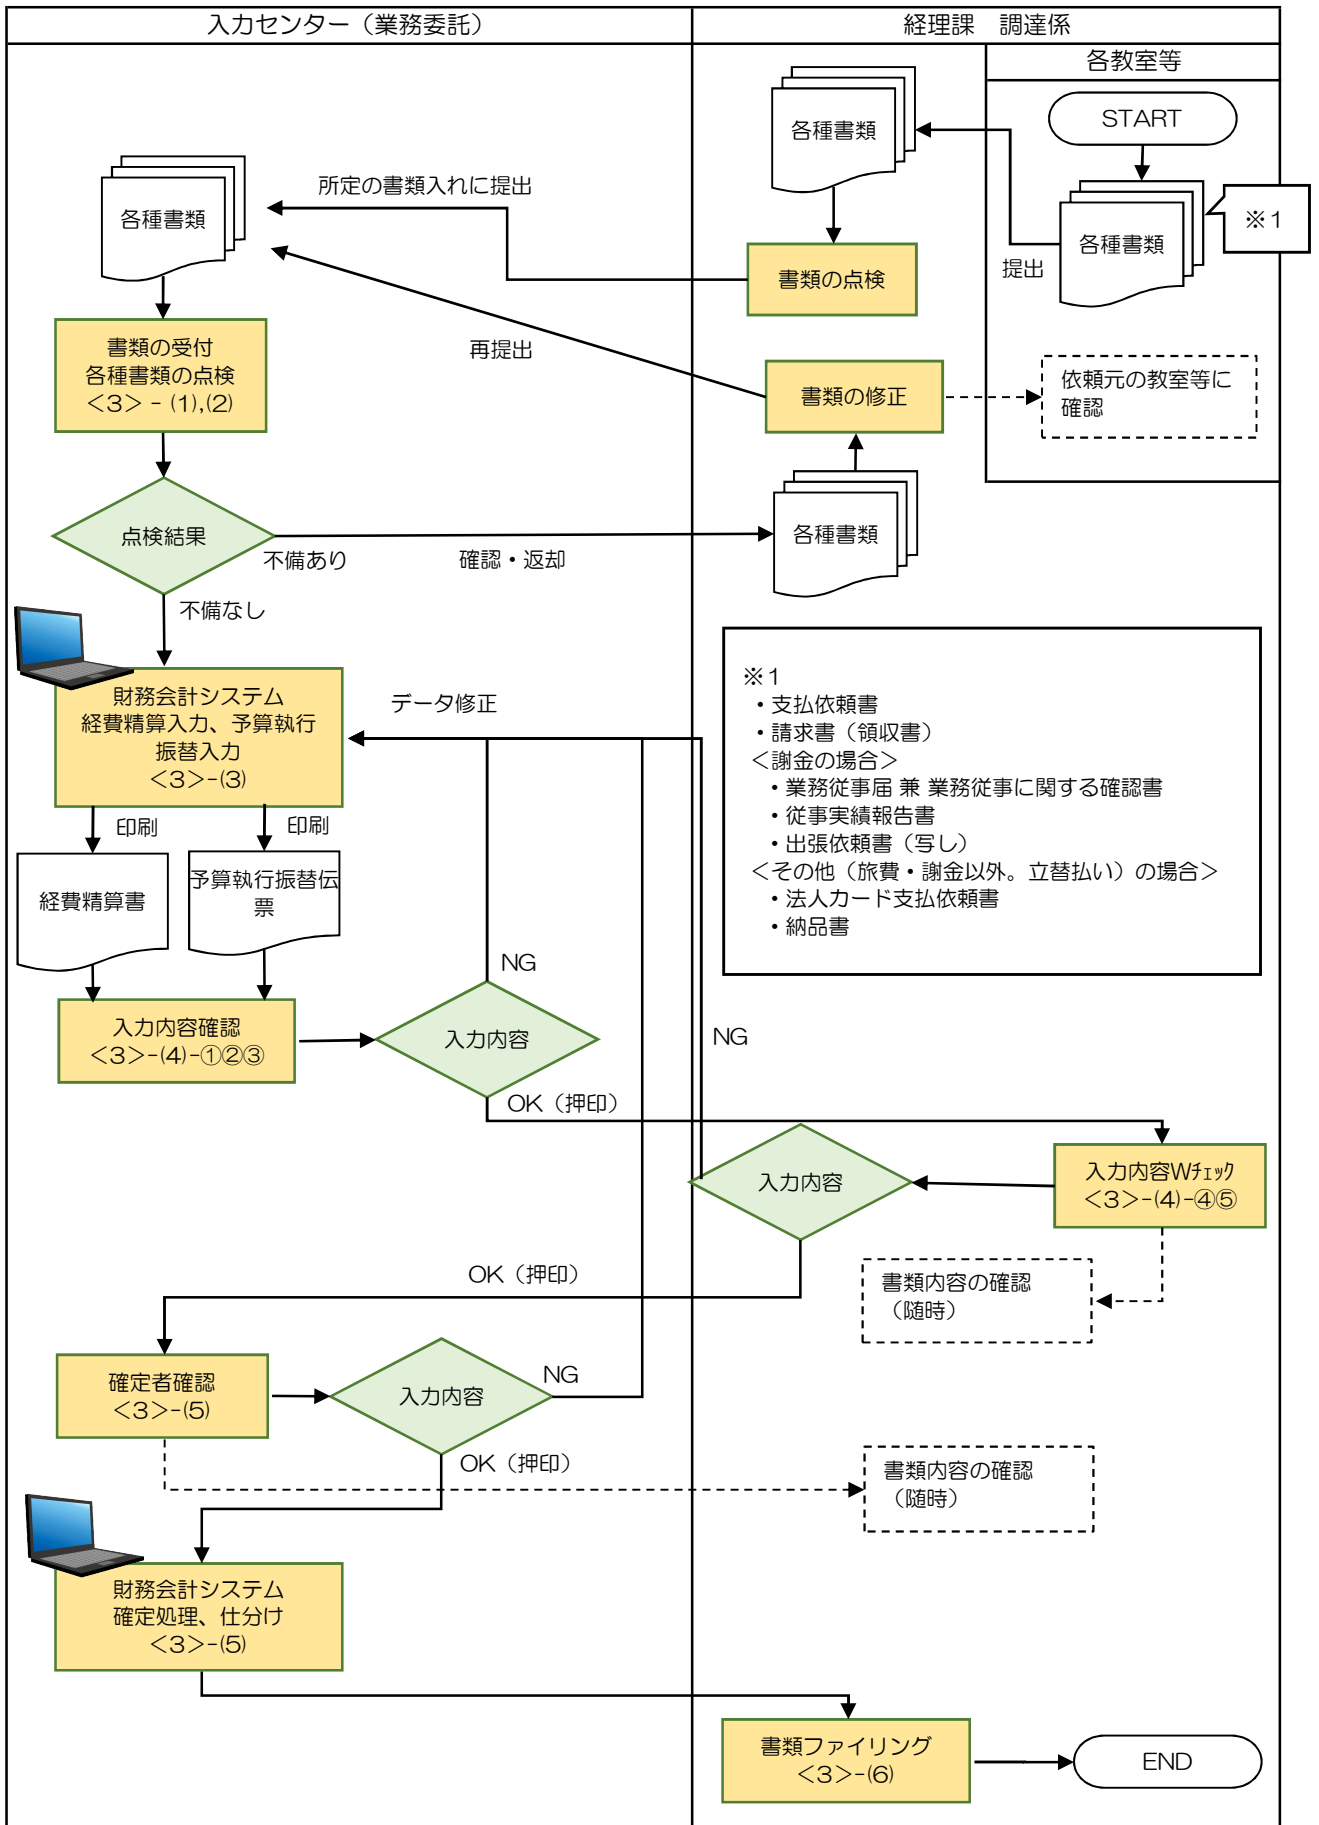 入力センター（業務委託）
経理課　調達係
各教室等
START
各種書類
※1
各種書類
提出
書類の点検
所定の書類入れに提出
各種書類
書類の受付
各種書類の点検
<3> - (1),(2)
再提出
書類の修正
依頼元の教室等に
確認
点検結果
不備あり
確認・返却
各種書類
不備なし
財務会計システム
経費精算入力、予算執行
振替入力
<3>-(3)
データ修正
※1
・支払依頼書
・請求書（領収書）
<謝金の場合>
・業務従事届 兼 業務従事に関する確認書
・従事実績報告書
・出張依頼書（写し）
<その他（旅費・謝金以外。立替払い）の場合>
・法人カード支払依頼書
・納品書
印刷
印刷
経費精算書
予算執行振替伝
票
入力内容確認
<3>-(4)-①②③
入力内容
NG
NG
OK（押印）
入力内容Wﾁｪｯｸ
<3>-(4)-④⑤
入力内容
書類内容の確認
（随時）
OK（押印）
確定者確認
<3>-(5)
入力内容
NG
OK（押印）
書類内容の確認
（随時）
財務会計システム
確定処理、仕分け
<3>-(5)
書類ファイリング
<3>-(6)
END